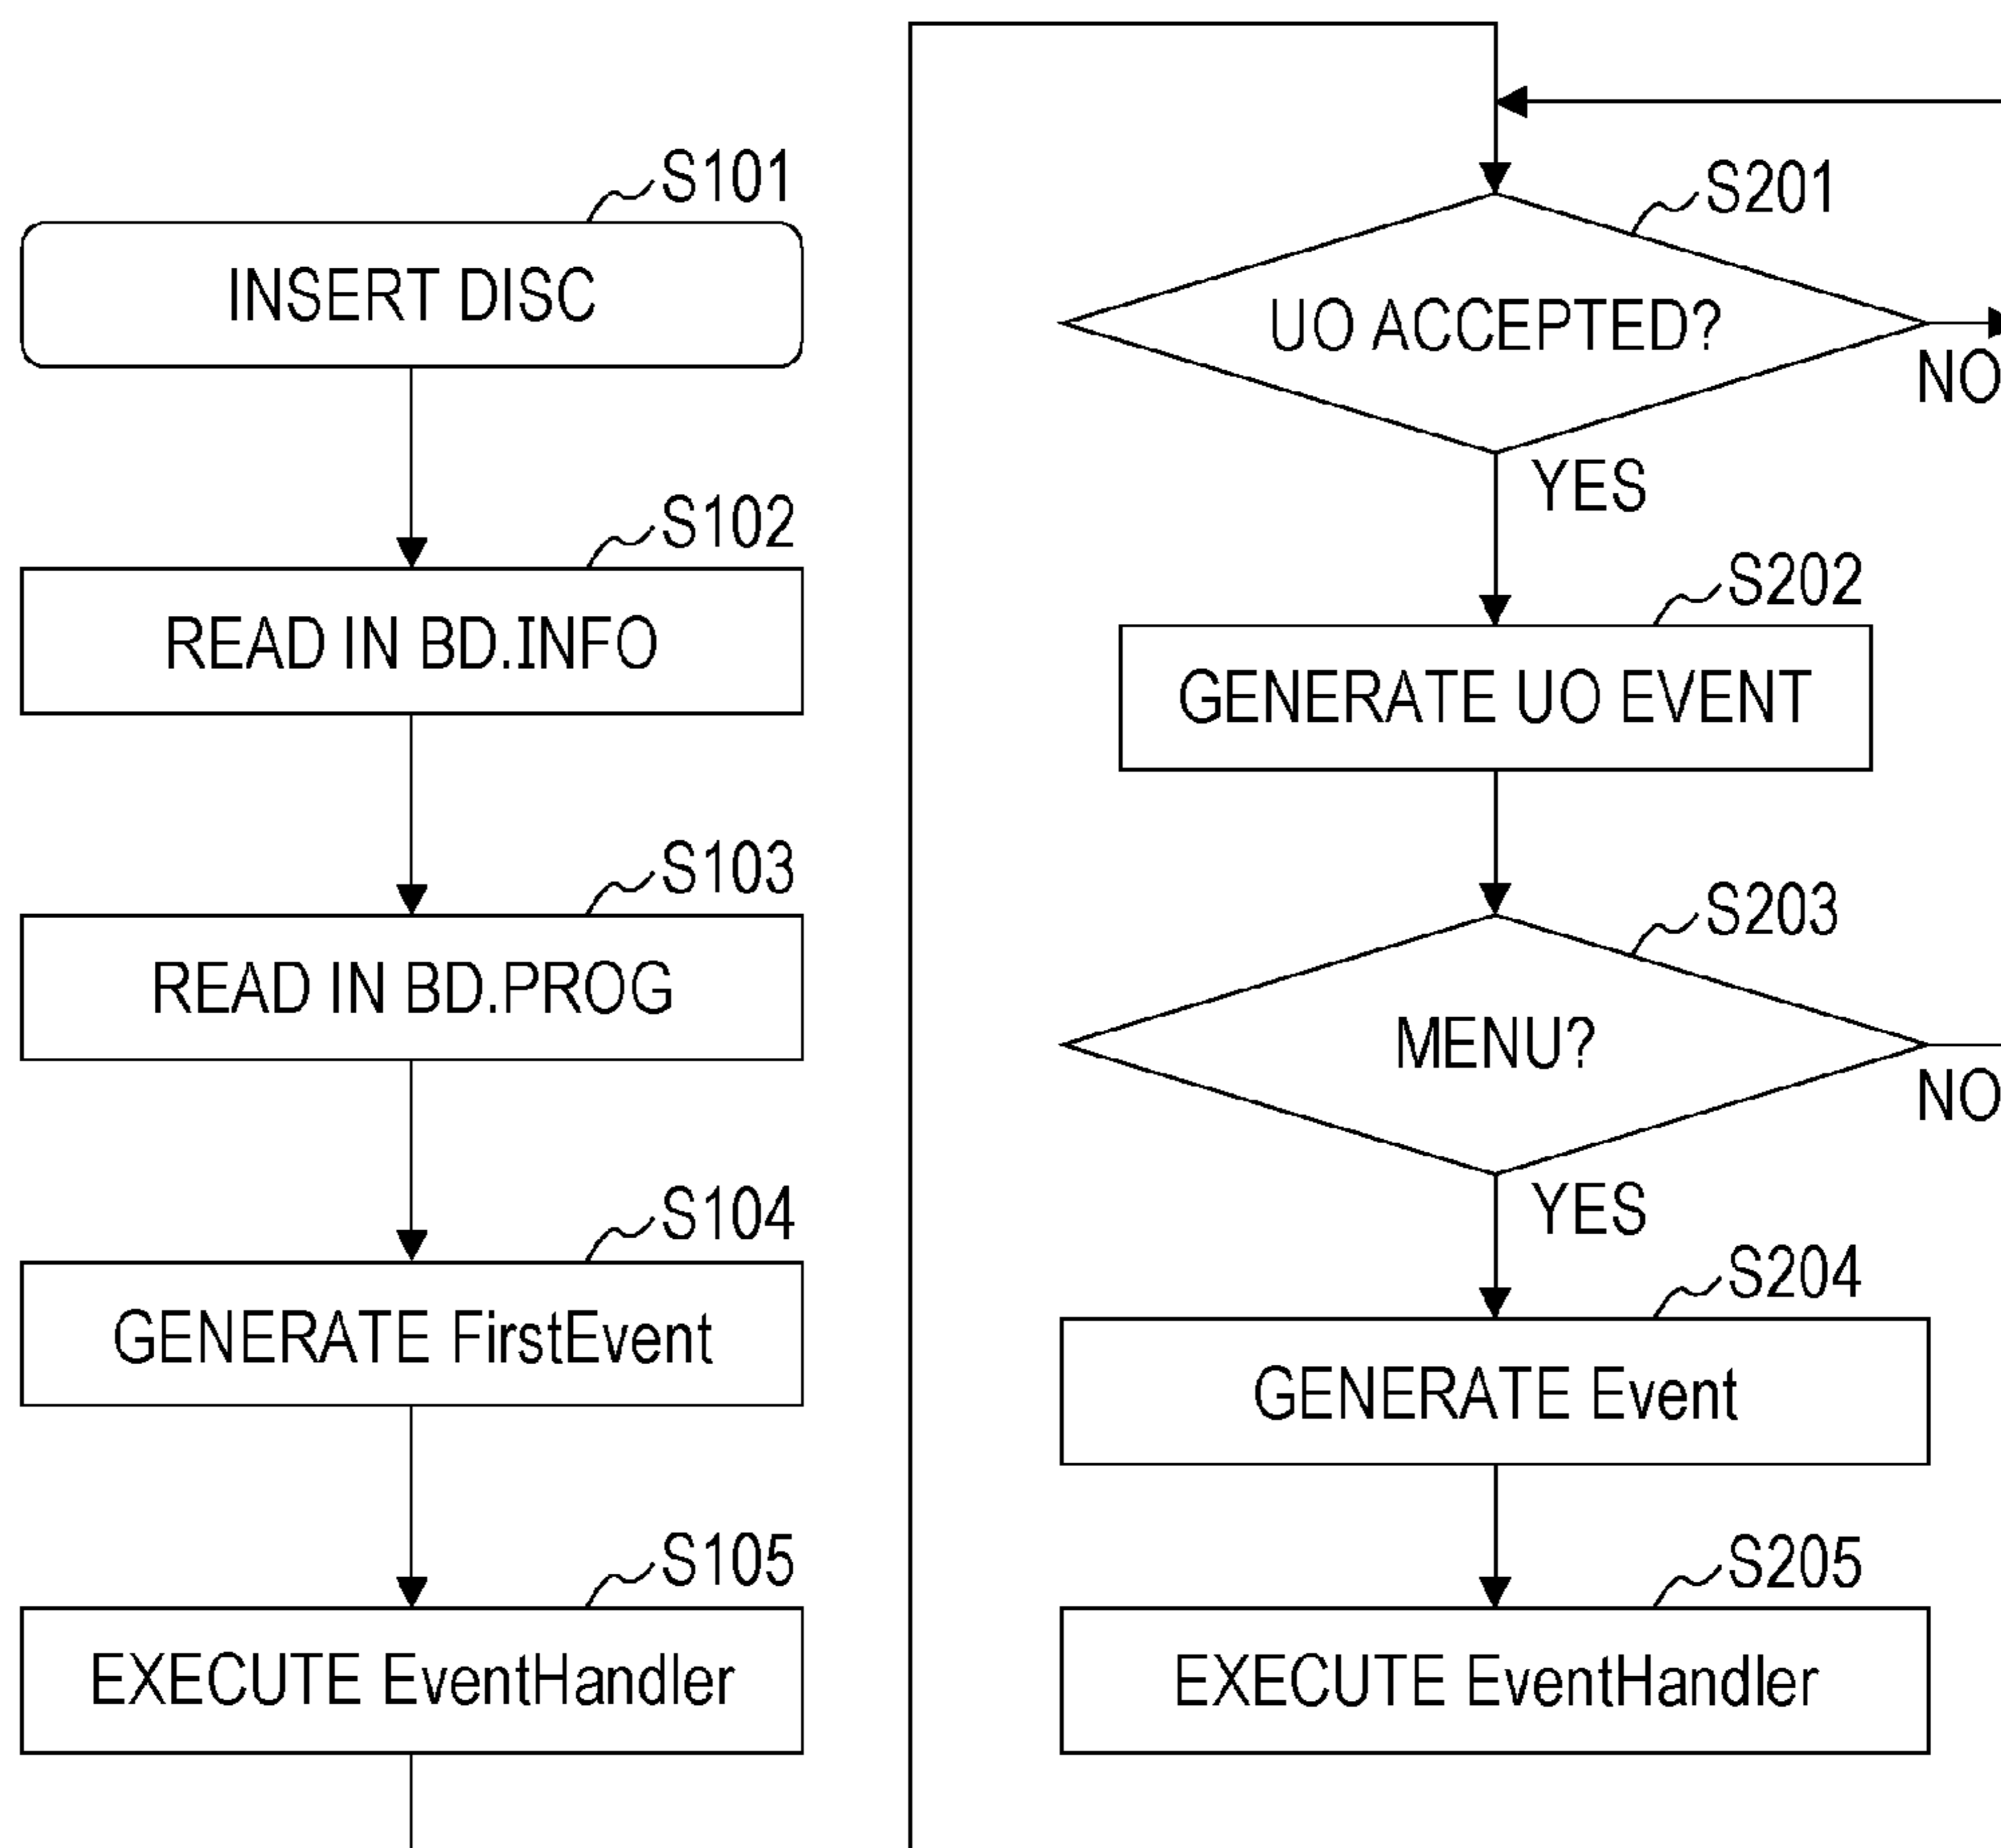 S101
INSERT DISC
S102
READ IN BD.INFO
S103
READ IN BD.PROG
S104
GENERATE FirstEvent
S105
EXECUTE EventHandler
S201
UO ACCEPTED?
NO
YES
S202
GENERATE UO EVENT
S203
MENU?
NO
YES
S204
GENERATE Event
S205
EXECUTE EventHandler